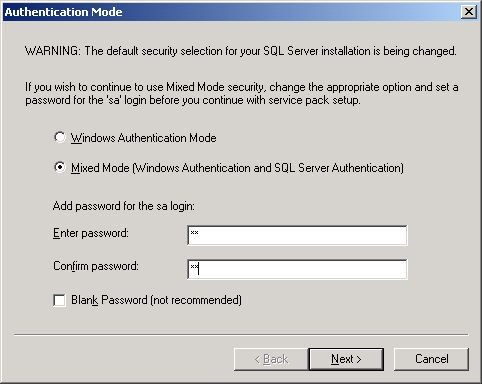 Authentication Mode
WARNING: The default security selection for your SQL Server installation is being changed.
If you wish to continue to use Mixed Mode security, change the appropriate option and set a
password for the 'sa' login before you continue with service pack setup.
Windows Authentication Mode
Mixed Mode (Windows Authentication and SQL Server Authentication)
Add password for the sa login:
Enter password: **
Confirm password: **
Blank Password (not recommended)
< Back Next > Cancel